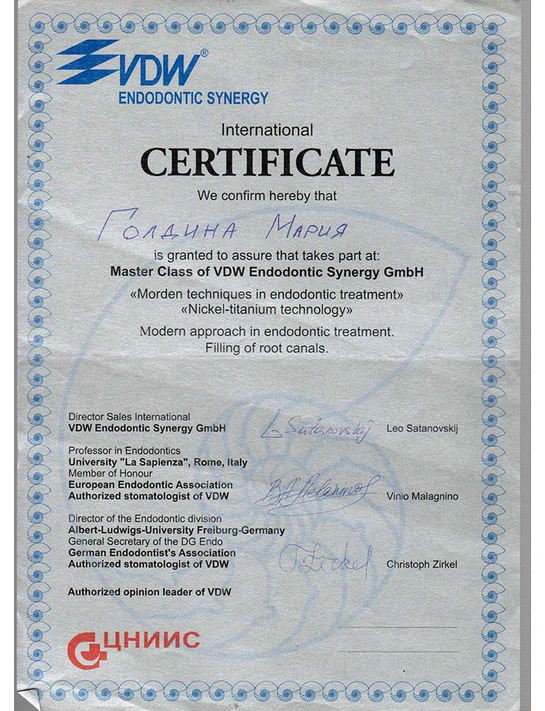 VDW®
ENDODONTIC SYNERGY
International
CERTIFICATE
We confirm hereby that
Голдина Мария
is granted to assure that takes part at:
Master Class of VDW Endodontic Synergy GmbH
«Morden techniques in endodontic treatment»
«Nickel-titanium technology»
Modern approach in endodontic treatment.
Filling of root canals.
Director Sales International
VDW Endodontic Synergy GmbH
L Satanovskij Leo Satanovskij
Professor in Endodontics
University "La Sapienza", Rome, Italy
Member of Honour
European Endodontic Association
Authorized stomatologist of VDW
Vinio Malagnino
Director of the Endodontic division
Albert-Ludwigs-University Freiburg-Germany
General Secretary of the DG Endo
German Endodontist's Association
Authorized stomatologist of VDW
Zirkel Christoph Zirkel
Authorized opinion leader of VDW
ЦНИИС